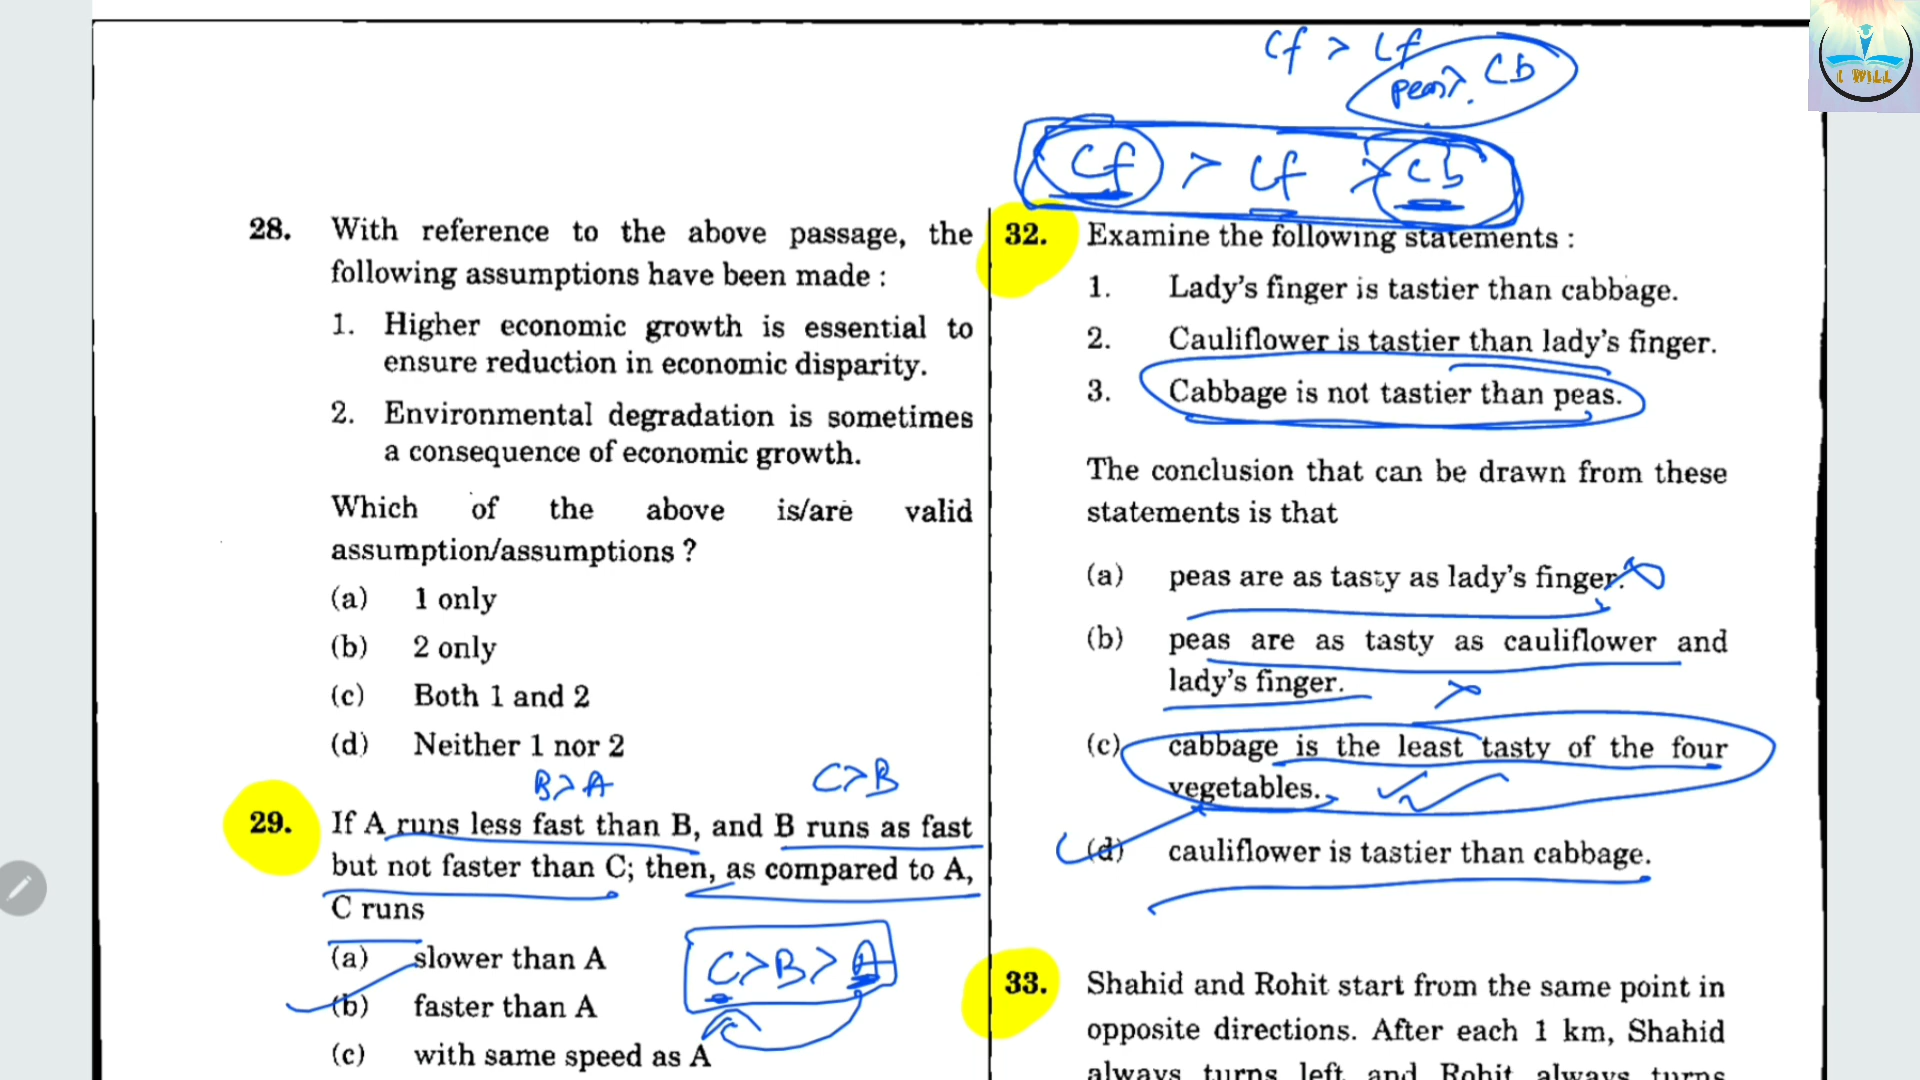 Cf > Lf
peas > Cb
Cf > Lf > Cb
I WILL
28. With reference to the above passage, the
following assumptions have been made :
1. Higher economic growth is essential to
ensure reduction in economic disparity.
2. Environmental degradation is sometimes
a consequence of economic growth.
Which of the above is/are valid
assumption/assumptions ?
(a) 1 only
(b) 2 only
(c) Both 1 and 2
(d) Neither 1 nor 2
B > A C > B
29. If A runs less fast than B, and B runs as fast
but not faster than C; then, as compared to A,
C runs
(a) slower than A
(b) faster than A
(c) with same speed as A
C > B > A
32. Examine the following statements :
1. Lady's finger is tastier than cabbage.
2. Cauliflower is tastier than lady's finger.
3. Cabbage is not tastier than peas.
The conclusion that can be drawn from these
statements is that
(a) peas are as tasty as lady's finger.
(b) peas are as tasty as cauliflower and
lady's finger.
(c) cabbage is the least tasty of the four
vegetables.
(d) cauliflower is tastier than cabbage.
33. Shahid and Rohit start from the same point in
opposite directions. After each 1 km, Shahid
always turns left and Rohit always turns